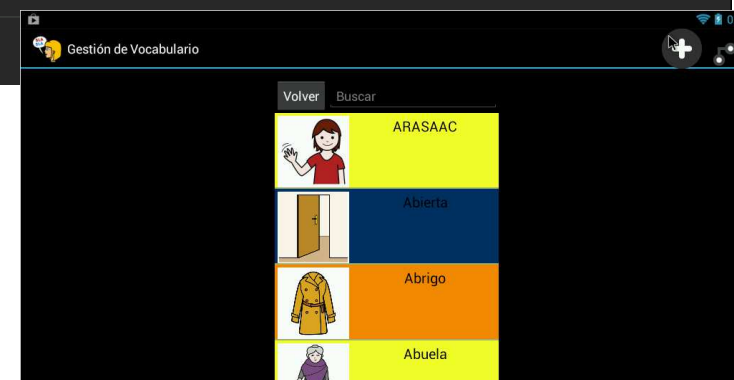 Gestión de Vocabulario
Volver Buscar
ARASAAC
Abierta
Abrigo
Abuela